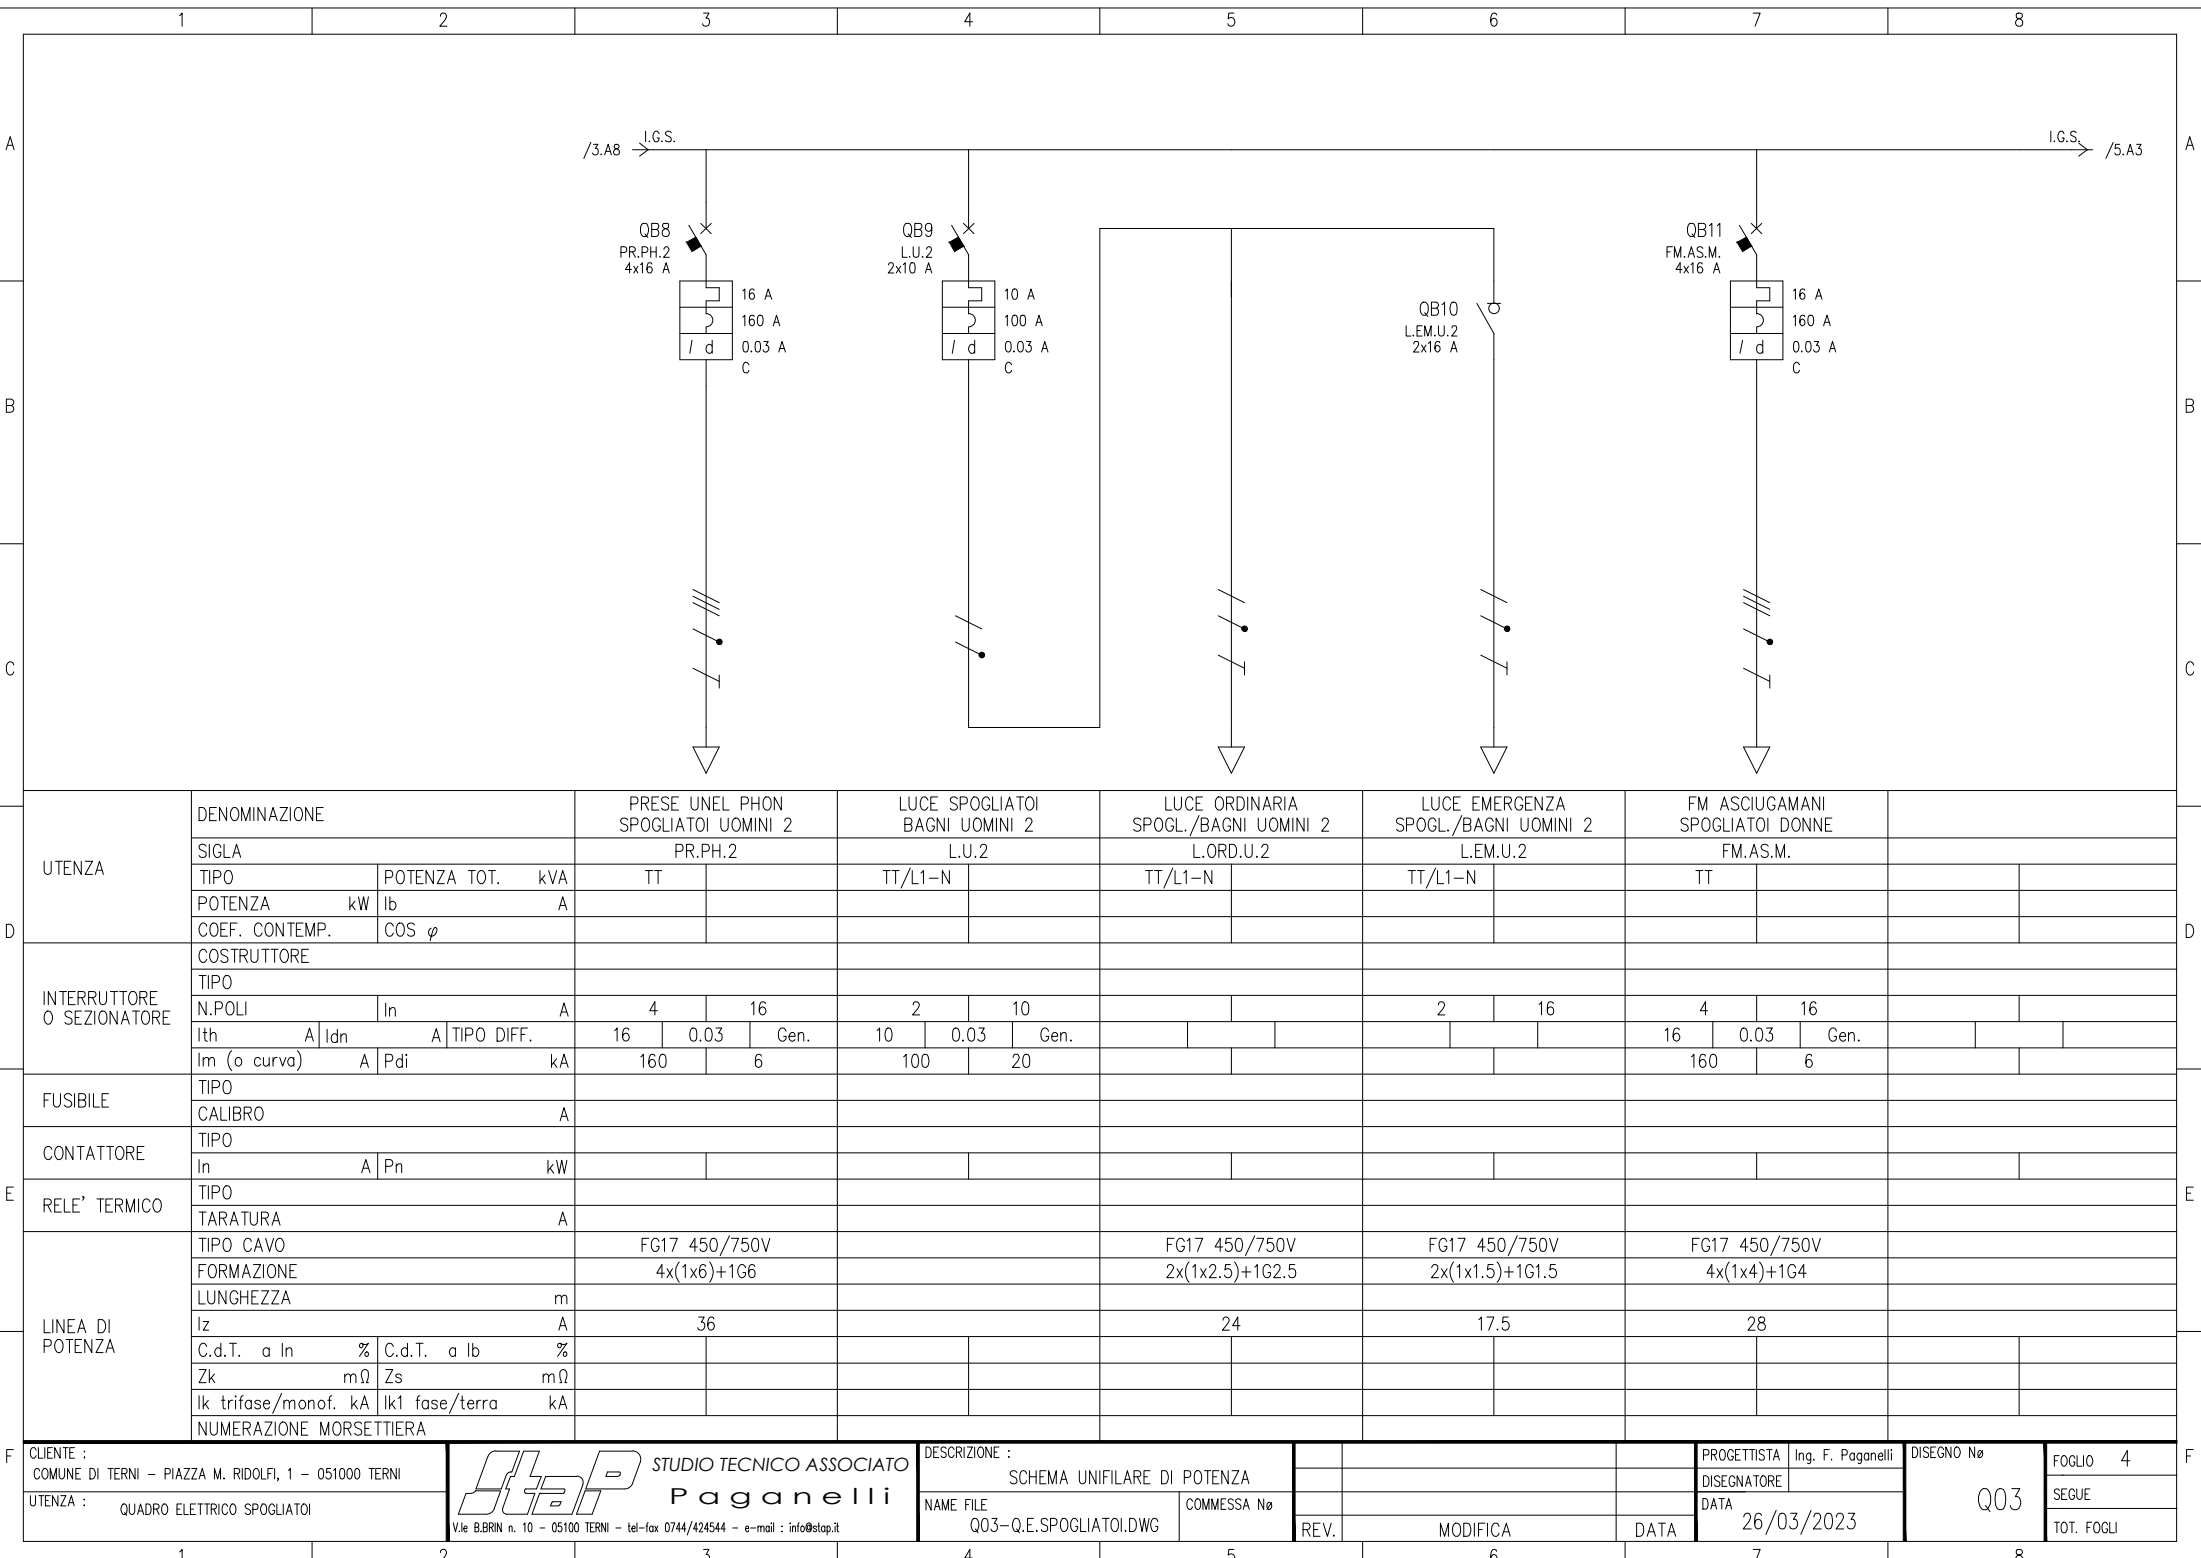 1 2 3 4 5 6 7 8
A A
/3.A8 I.G.S. I.G.S. /5.A3
QB8
PR.PH.2
4x16 A
16 A
160 A
I d 0.03 A
C
QB9
L.U.2
2x10 A
10 A
100 A
I d 0.03 A
C
QB10
L.EM.U.2
2x16 A
QB11
FM.AS.M.
4x16 A
16 A
160 A
I d 0.03 A
C
B B
C C
UTENZA
DENOMINAZIONE
PRESE UNEL PHON
SPOGLIATOI UOMINI 2
LUCE SPOGLIATOI
BAGNI UOMINI 2
LUCE ORDINARIA
SPOGL./BAGNI UOMINI 2
LUCE EMERGENZA
SPOGL./BAGNI UOMINI 2
FM ASCIUGAMANI
SPOGLIATOI DONNE
SIGLA PR.PH.2 L.U.2 L.ORD.U.2 L.EM.U.2 FM.AS.M.
TIPO POTENZA TOT. kVA TT TT/L1-N TT/L1-N TT/L1-N TT
POTENZA kW Ib A
COEF. CONTEMP. COS φ
D D
INTERRUTTORE
O SEZIONATORE
COSTRUTTORE
TIPO
N.POLI In A 4 16 2 10 2 16 4 16
Ith A Idn A TIPO DIFF. 16 0.03 Gen. 10 0.03 Gen. 16 0.03 Gen.
Im (o curva) A Pdi kA 160 6 100 20 160 6
FUSIBILE
TIPO
CALIBRO A
CONTATTORE
TIPO
In A Pn kW
E E
RELE' TERMICO
TIPO
TARATURA A
LINEA DI
POTENZA
TIPO CAVO FG17 450/750V FG17 450/750V FG17 450/750V FG17 450/750V
FORMAZIONE 4x(1x6)+1G6 2x(1x2.5)+1G2.5 2x(1x1.5)+1G1.5 4x(1x4)+1G4
LUNGHEZZA m
Iz A 36 24 17.5 28
C.d.T. a In % C.d.T. a Ib %
Zk mΩ Zs mΩ
Ik trifase/monof. kA Ik1 fase/terra kA
NUMERAZIONE MORSETTIERA
F F
CLIENTE :
COMUNE DI TERNI - PIAZZA M. RIDOLFI, 1 - 051000 TERNI
UTENZA : QUADRO ELETTRICO SPOGLIATOI
StaP
STUDIO TECNICO ASSOCIATO
Paganelli
V.le B.BRIN n. 10 - 05100 TERNI - tel-fax 0744/424544 - e-mail : info@stap.it
DESCRIZIONE :
SCHEMA UNIFILARE DI POTENZA
NAME FILE
Q03-Q.E.SPOGLIATOI.DWG
COMMESSA Nø
REV. MODIFICA DATA
PROGETTISTA Ing. F. Paganelli
DISEGNATORE
DATA
26/03/2023
DISEGNO Nø
Q03
FOGLIO 4
SEGUE
TOT. FOGLI
1 2 3 4 5 6 7 8